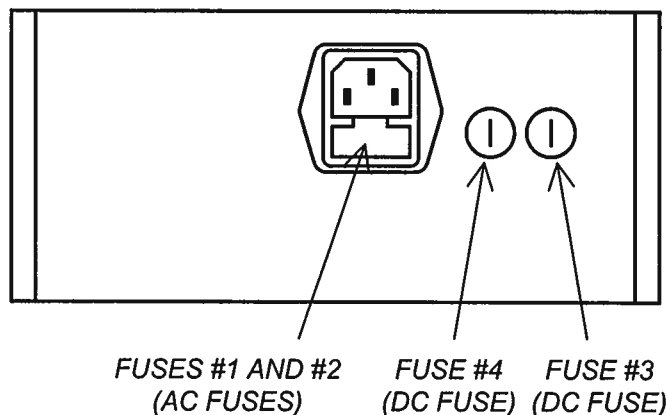 FUSES #1 AND #2
(AC FUSES)
FUSE #4
(DC FUSE)
FUSE #3
(DC FUSE)